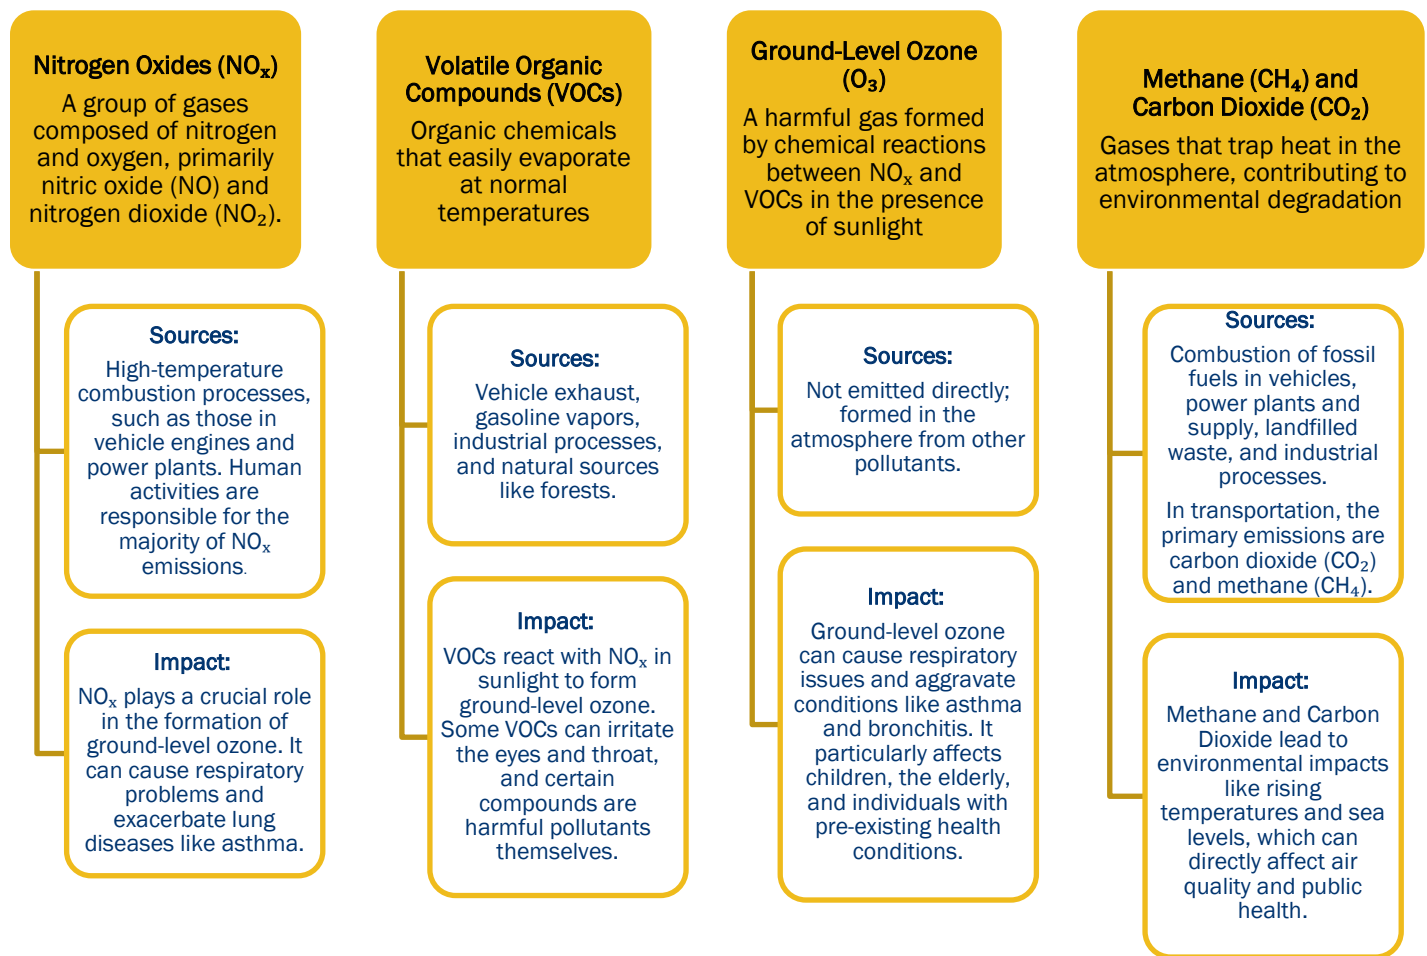 Nitrogen Oxides (NOₓ)
A group of gases
composed of nitrogen
and oxygen, primarily
nitric oxide (NO) and
nitrogen dioxide (NO₂).
Sources:
High-temperature
combustion processes,
such as those in
vehicle engines and
power plants. Human
activities are
responsible for the
majority of NOₓ
emissions.
Impact:
NOₓ plays a crucial role
in the formation of
ground-level ozone. It
can cause respiratory
problems and
exacerbate lung
diseases like asthma.
Volatile Organic
Compounds (VOCs)
Organic chemicals
that easily evaporate
at normal
temperatures
Sources:
Vehicle exhaust,
gasoline vapors,
industrial processes,
and natural sources
like forests.
Impact:
VOCs react with NOₓ in
sunlight to form
ground-level ozone.
Some VOCs can irritate
the eyes and throat,
and certain
compounds are
harmful pollutants
themselves.
Ground-Level Ozone
(O₃)
A harmful gas formed
by chemical reactions
between NOₓ and
VOCs in the presence
of sunlight
Sources:
Not emitted directly;
formed in the
atmosphere from other
pollutants.
Impact:
Ground-level ozone
can cause respiratory
issues and aggravate
conditions like asthma
and bronchitis. It
particularly affects
children, the elderly,
and individuals with
pre-existing health
conditions.
Methane (CH₄) and
Carbon Dioxide (CO₂)
Gases that trap heat in the
atmosphere, contributing to
environmental degradation
Sources:
Combustion of fossil
fuels in vehicles,
power plants and
supply, landfilled
waste, and industrial
processes.
In transportation, the
primary emissions are
carbon dioxide (CO₂)
and methane (CH₄).
Impact:
Methane and Carbon
Dioxide lead to
environmental impacts
like rising
temperatures and sea
levels, which can
directly affect air
quality and public
health.